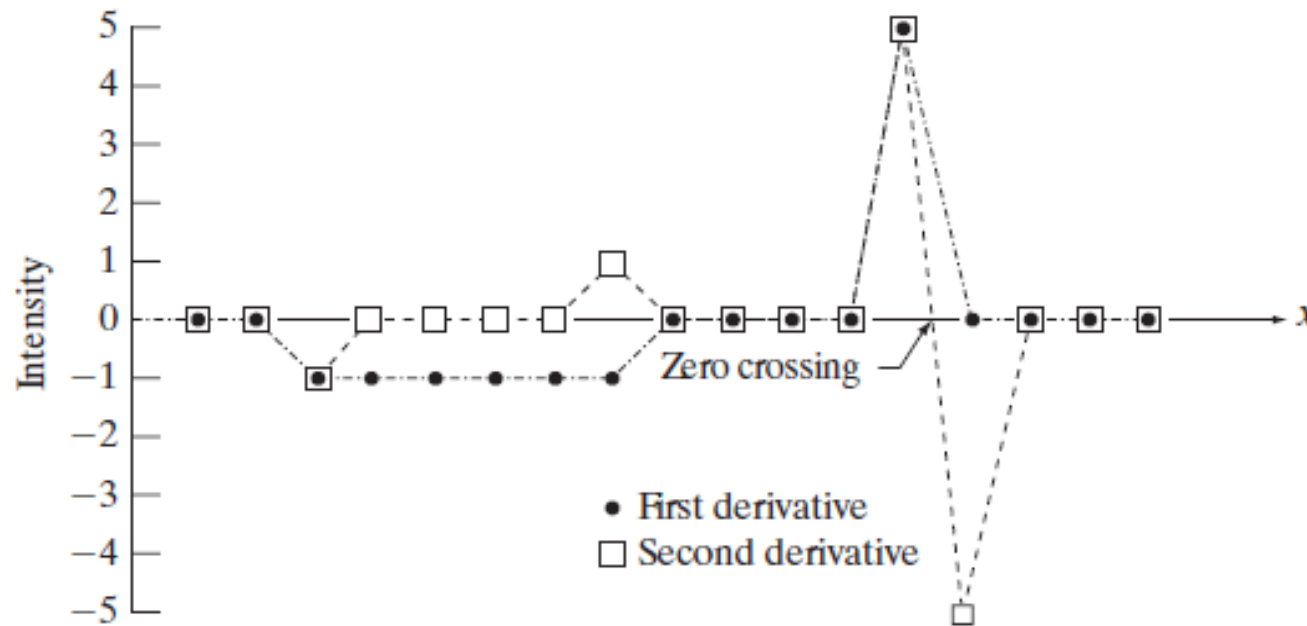 5
4
3
2
1
0
−1
−2
−3
−4
−5
Intensity
x
Zero crossing
First derivative
Second derivative